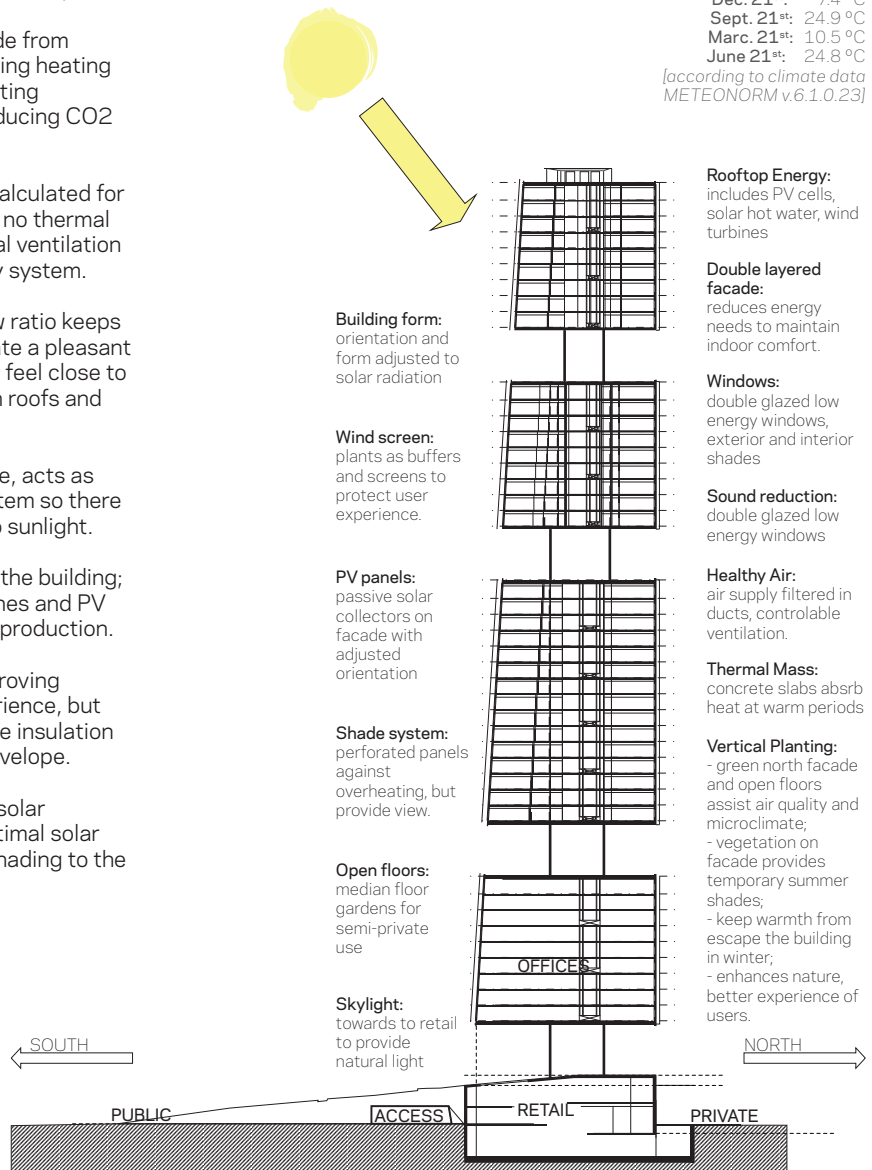 de from
ing heating
ting
ducing CO2
alculated for
no thermal
al ventilation
y system.
w ratio keeps
ate a pleasant
feel close to
n roofs and
e, acts as
tem so there
o sunlight.
the building;
nes and PV
production.
roving
rience, but
e insulation
velope.
solar
timal solar
hading to the
Dec. 21st: 7.4 ºC
Sept. 21st: 24.9 ºC
Marc. 21st: 10.5 ºC
June 21st: 24.8 ºC
[according to climate data
METEONORM v.6.1.0.23]
Building form:
orientation and
form adjusted to
solar radiation
Wind screen:
plants as buffers
and screens to
protect user
experience.
PV panels:
passive solar
collectors on
facade with
adjusted
orientation
Shade system:
perforated panels
against
overheating, but
provide view.
Open floors:
median floor
gardens for
semi-private
use
Skylight:
towards to retail
to provide
natural light
Rooftop Energy:
includes PV cells,
solar hot water, wind
turbines
Double layered
facade:
reduces energy
needs to maintain
indoor comfort.
Windows:
double glazed low
energy windows,
exterior and interior
shades
Sound reduction:
double glazed low
energy windows
Healthy Air:
air supply filtered in
ducts, controlable
ventilation.
Thermal Mass:
concrete slabs absrb
heat at warm periods
Vertical Planting:
- green north facade
and open floors
assist air quality and
microclimate;
- vegetation on
facade provides
temporary summer
shades;
- keep warmth from
escape the building
in winter;
- enhances nature,
better experience of
users.
OFFICES
SOUTH
NORTH
PUBLIC
ACCESS
RETAIL
PRIVATE